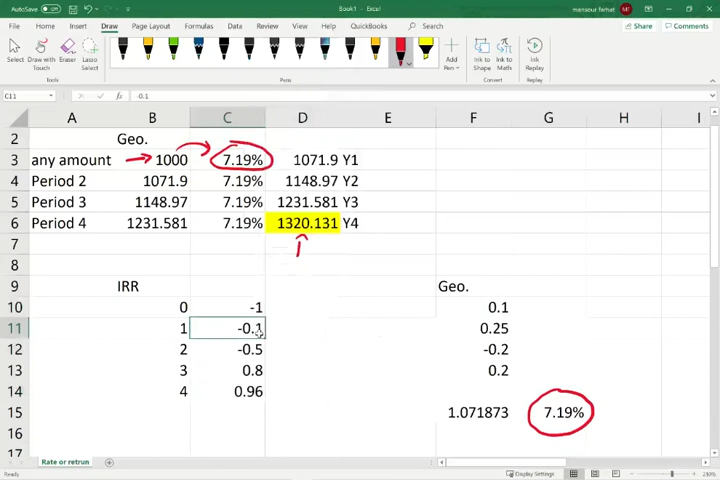 AutoSave Off Book1 - Excel mansour farhat MF
File Home Insert Draw Page Layout Formulas Data Review View Help QuickBooks Search Share Comments
Select Draw with Touch Eraser Lasso Select Add Pen Ink to Shape Ink to Math Ink Replay
Tools Pens Convert Replay
C11 fx -0.1
A B C D E F G H I
2 Geo.
3 any amount 1000 7.19% 1071.9 Y1
4 Period 2 1071.9 7.19% 1148.97 Y2
5 Period 3 1148.97 7.19% 1231.581 Y3
6 Period 4 1231.581 7.19% 1320.131 Y4
7
8
9 IRR Geo.
10 0 -1 0.1
11 1 -0.1 0.25
12 2 -0.5 -0.2
13 3 0.8 0.2
14 4 0.96
15 1.071873 7.19%
16
17
Rate or retrun
Display Settings